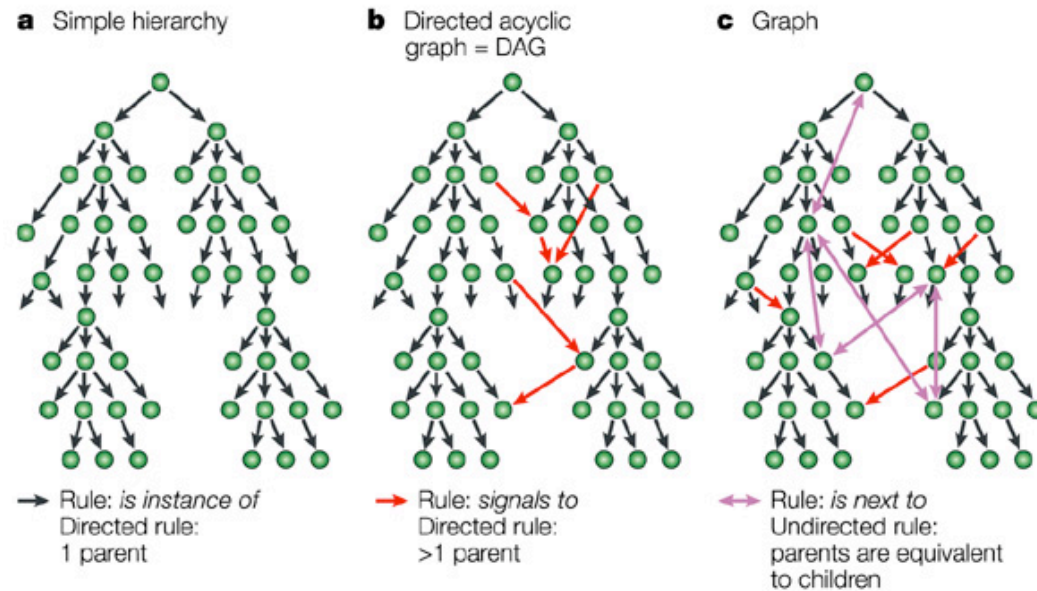 a Simple hierarchy
b Directed acyclic
graph = DAG
c Graph
Rule: is instance of
Directed rule:
1 parent
Rule: signals to
Directed rule:
>1 parent
Rule: is next to
Undirected rule:
parents are equivalent
to children